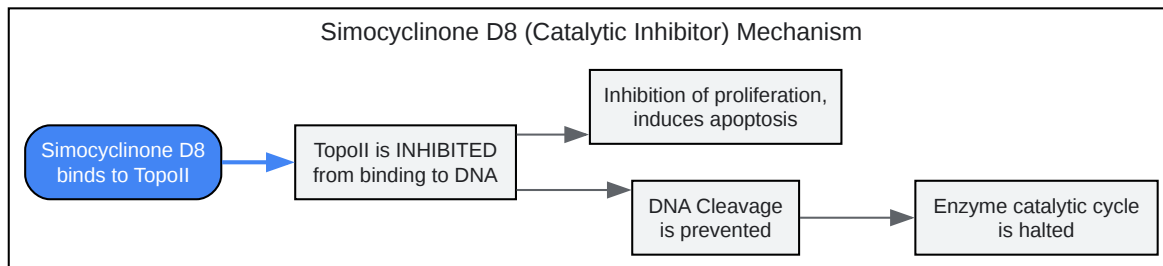 Simocyclinone D8 (Catalytic Inhibitor) Mechanism
Simocyclinone D8
binds to TopoII
TopoII is INHIBITED
from binding to DNA
Inhibition of proliferation,
induces apoptosis
DNA Cleavage
is prevented
Enzyme catalytic cycle
is halted